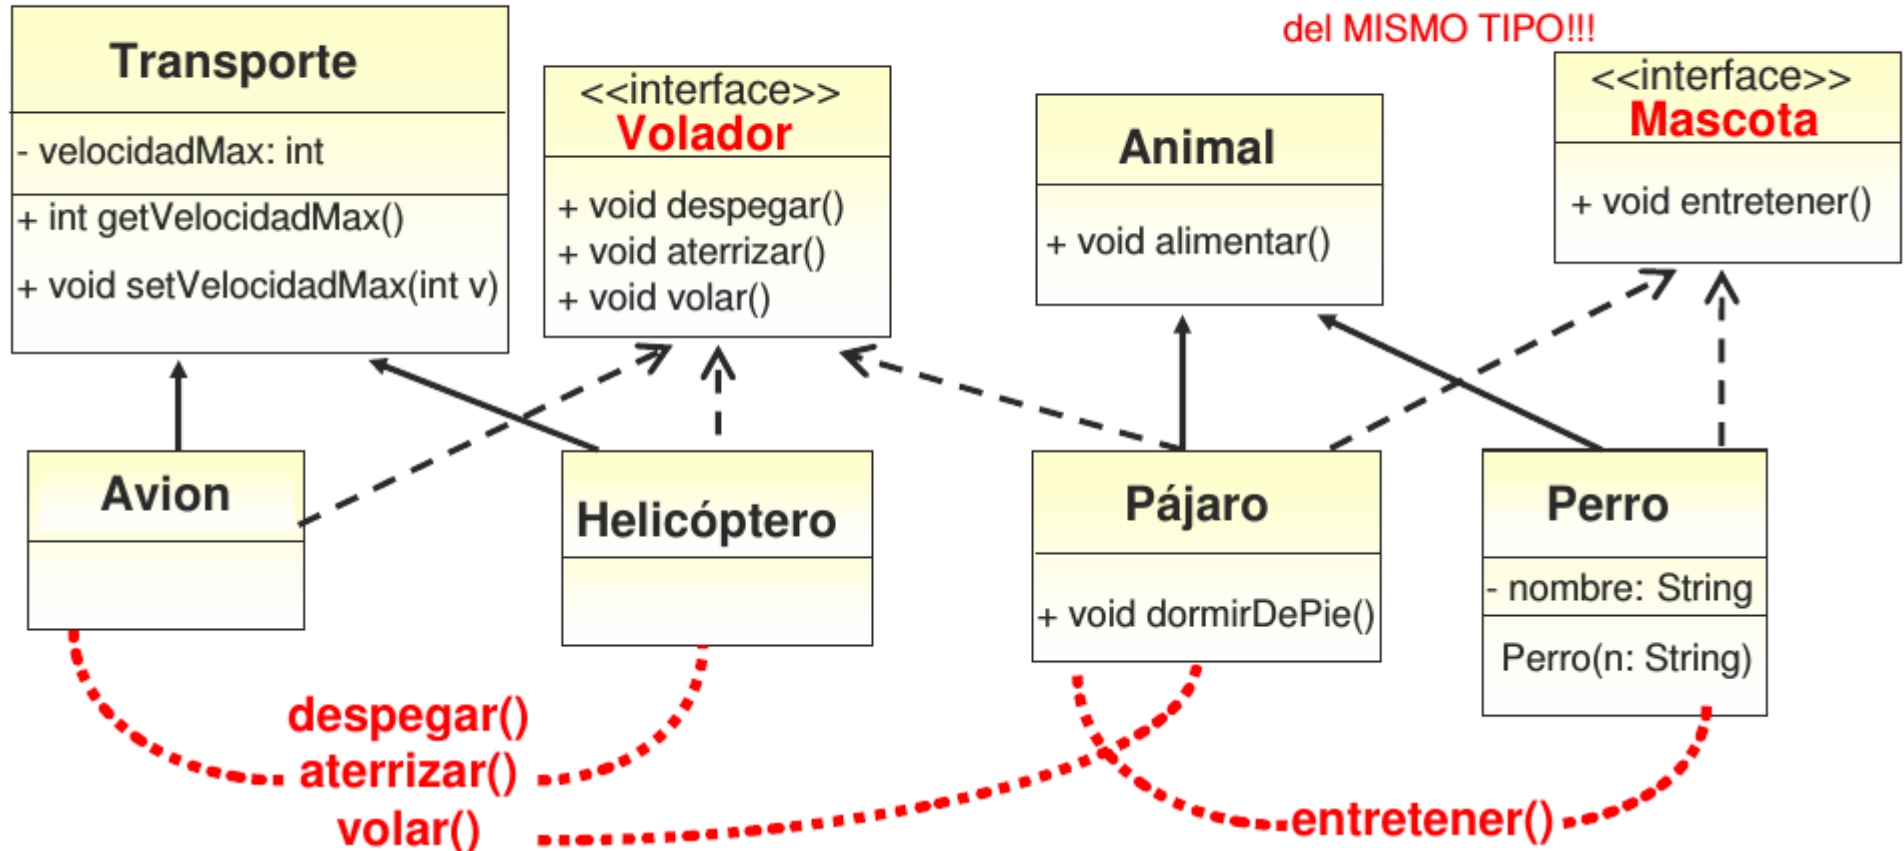 del MISMO TIPO!!!
Transporte
- velocidadMax: int
+ int getVelocidadMax()
+ void setVelocidadMax(int v)
<<interface>>
Volador
+ void despegar()
+ void aterrizar()
+ void volar()
Animal
+ void alimentar()
<<interface>>
Mascota
+ void entretener()
Avion
Helicóptero
Pájaro
+ void dormirDePie()
Perro
- nombre: String
Perro(n: String)
despegar()
aterrizar()
volar()
entretener()